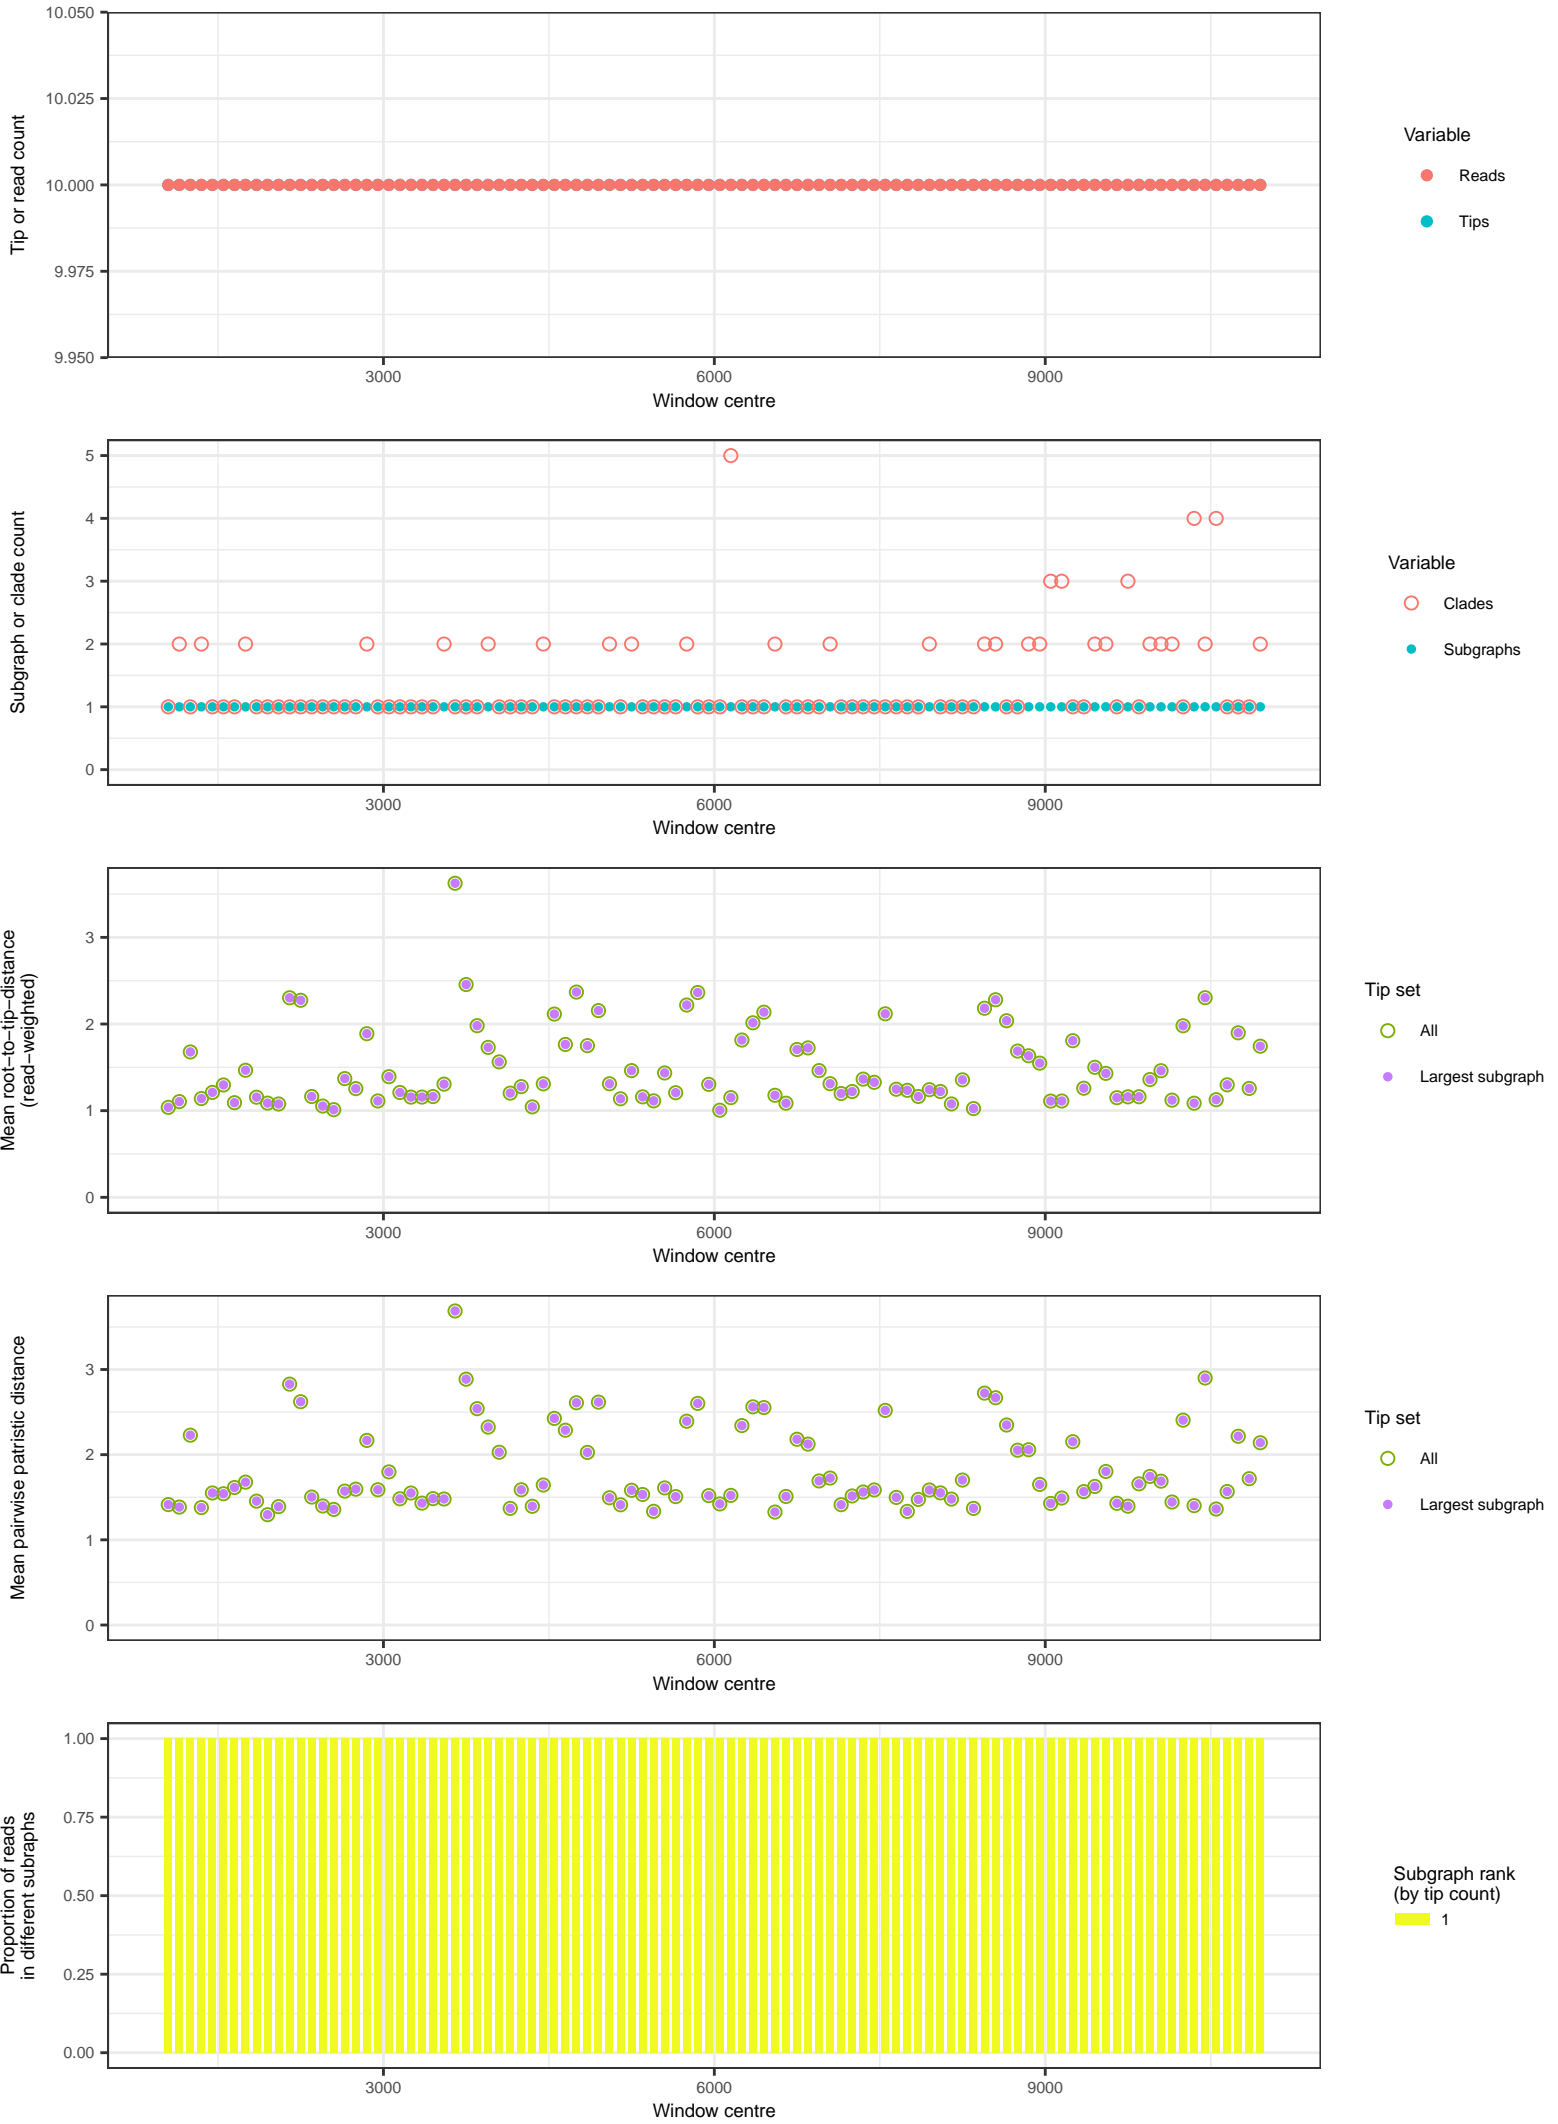 10.050
10.025
10.000
9.975
9.950
Tip or read count
3000 6000 9000
Window centre
Variable
Reads
Tips
5
4
3
2
1
0
Subgraph or clade count
3000 6000 9000
Window centre
Variable
Clades
Subgraphs
3
2
1
0
Mean root−to−tip−distance
(read−weighted)
3000 6000 9000
Window centre
Tip set
All
Largest subgraph
3
2
1
0
Mean pairwise patristic distance
3000 6000 9000
Window centre
Tip set
All
Largest subgraph
1.00
0.75
0.50
0.25
0.00
Proportion of reads
in different subraphs
3000 6000 9000
Window centre
Subgraph rank
(by tip count)
1